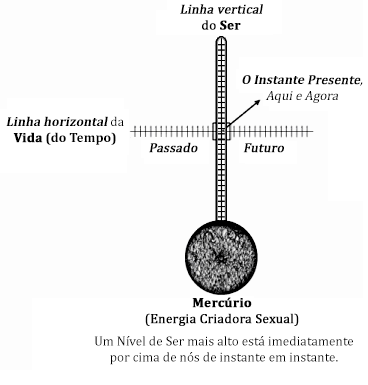 Linha vertical
do Ser
O Instante Presente,
Aqui e Agora
Linha horizontal da
Vida (do Tempo)
Passado
Futuro
Mercúrio
(Energia Criadora Sexual)
Um Nível de Ser mais alto está imediatamente
por cima de nós de instante em instante.